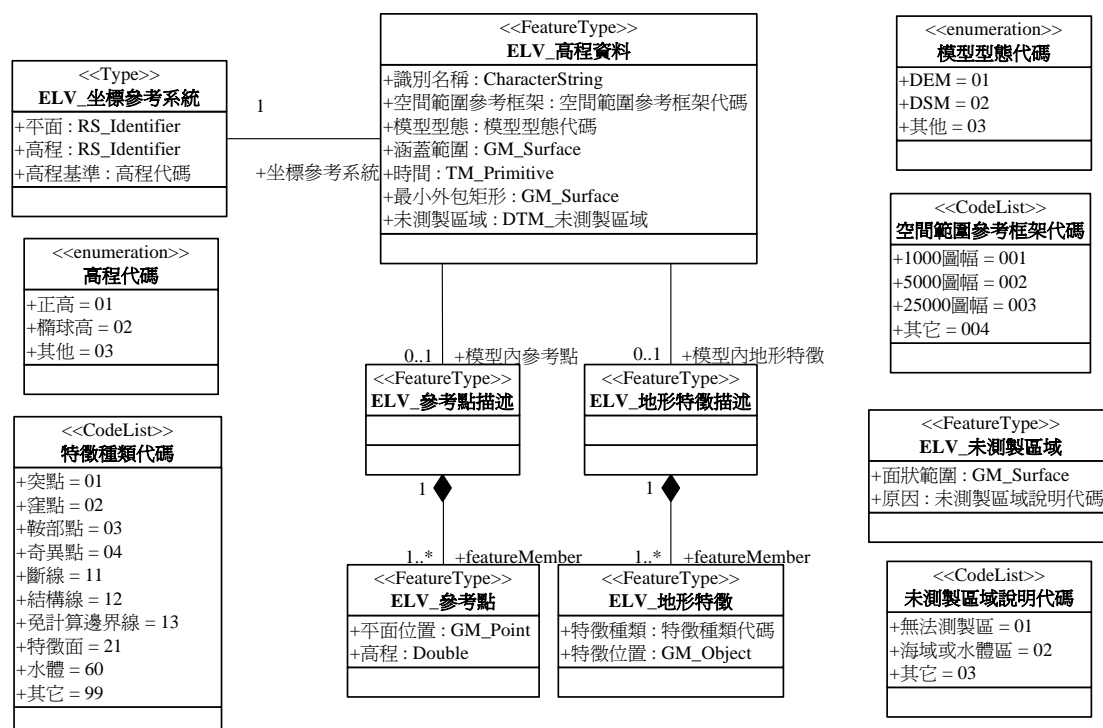 <<FeatureType>>
ELV_高程資料
+識別名稱 : CharacterString
+空間範圍參考框架 : 空間範圍參考框架代碼
+模型型態 : 模型型態代碼
+涵蓋範圍 : GM_Surface
+時間 : TM_Primitive
+最小外包矩形 : GM_Surface
+未測製區域 : DTM_未測製區域
<<Type>>
ELV_坐標參考系統
+平面 : RS_Identifier
+高程 : RS_Identifier
+高程基準 : 高程代碼
1
+坐標參考系統
<<enumeration>>
高程代碼
+正高 = 01
+橢球高 = 02
+其他 = 03
<<CodeList>>
特徵種類代碼
+突點 = 01
+窪點 = 02
+鞍部點 = 03
+奇異點 = 04
+斷線 = 11
+結構線 = 12
+免計算邊界線 = 13
+特徵面 = 21
+水體 = 60
+其它 = 99
0..1
+模型內參考點
<<FeatureType>>
ELV_參考點描述
1
1..*
+featureMember
<<FeatureType>>
ELV_參考點
+平面位置 : GM_Point
+高程 : Double
0..1
+模型內地形特徵
<<FeatureType>>
ELV_地形特徵描述
1
1..*
+featureMember
<<FeatureType>>
ELV_地形特徵
+特徵種類 : 特徵種類代碼
+特徵位置 : GM_Object
<<enumeration>>
模型型態代碼
+DEM = 01
+DSM = 02
+其他 = 03
<<CodeList>>
空間範圍參考框架代碼
+1000圖幅 = 001
+5000圖幅 = 002
+25000圖幅 = 003
+其它 = 004
<<FeatureType>>
ELV_未測製區域
+面狀範圍 : GM_Surface
+原因 : 未測製區域說明代碼
<<CodeList>>
未測製區域說明代碼
+無法測製區 = 01
+海域或水體區 = 02
+其它 = 03